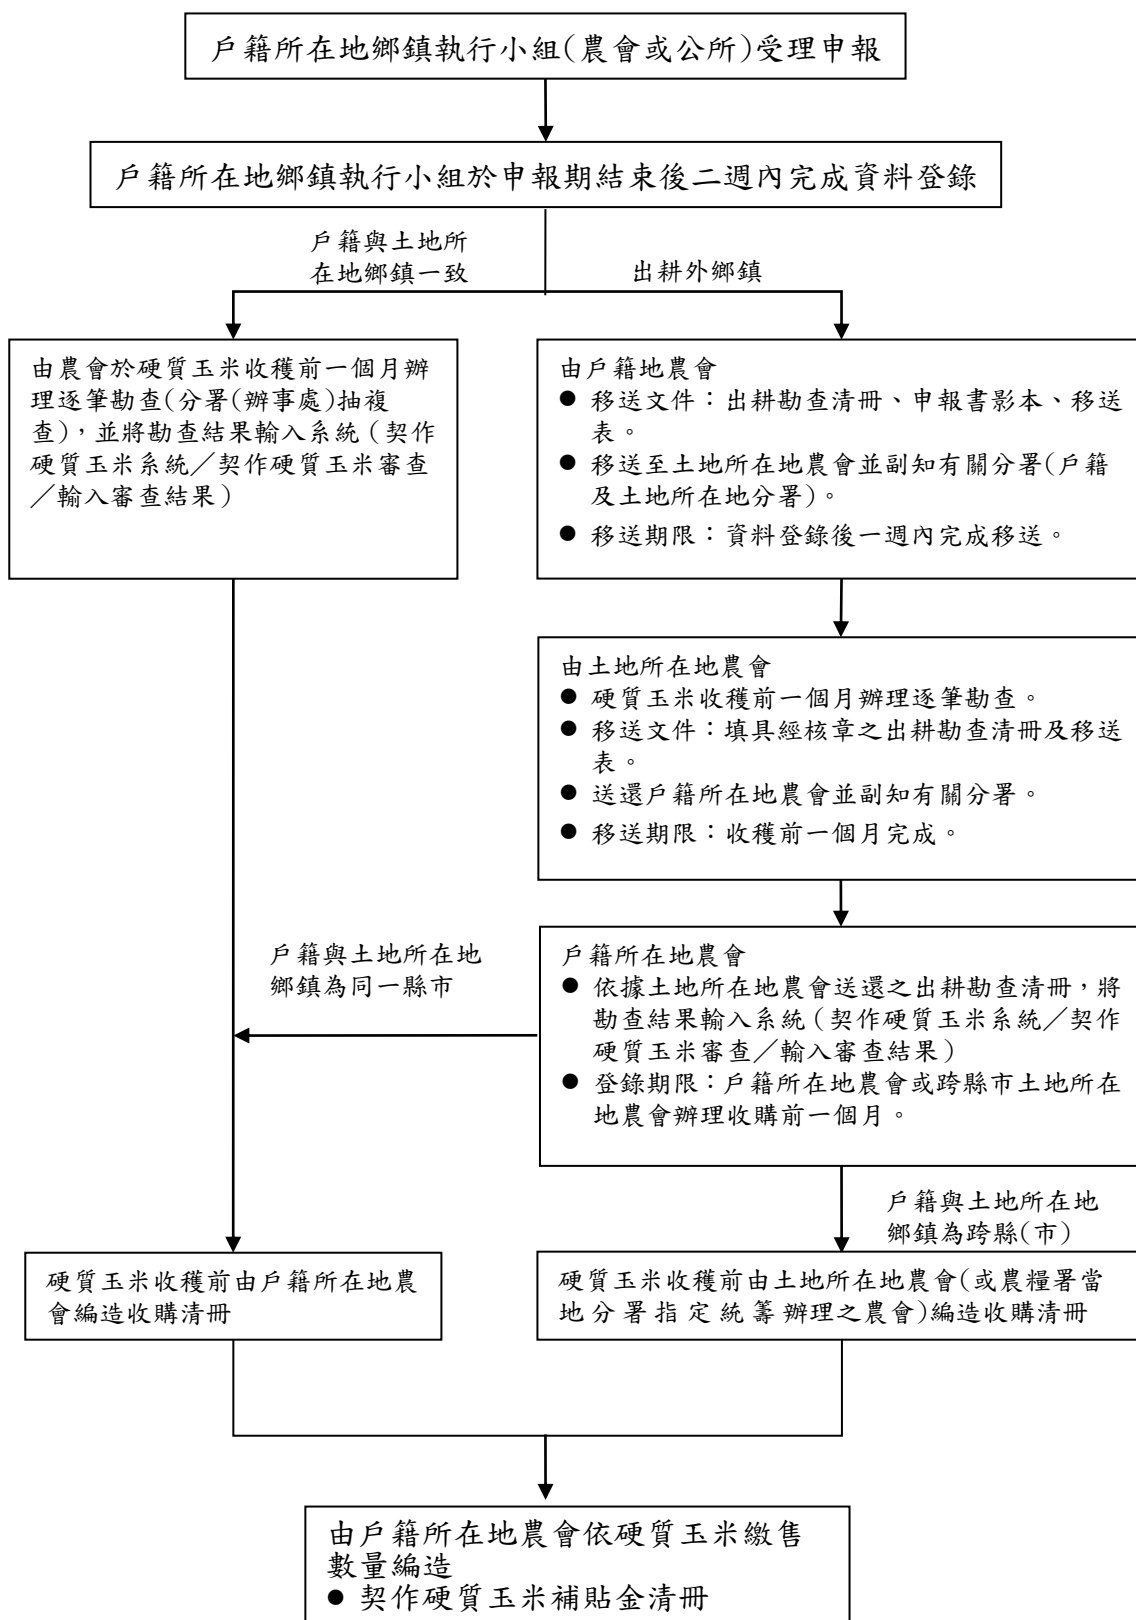 戶籍所在地鄉鎮執行小組(農會或公所)受理申報
戶籍所在地鄉鎮執行小組於申報期結束後二週內完成資料登錄
戶籍與土地所
在地鄉鎮一致
出耕外鄉鎮
由農會於硬質玉米收穫前一個月辦
理逐筆勘查(分署(辦事處)抽複
查)，並將勘查結果輸入系統（契作
硬質玉米系統／契作硬質玉米審查
／輸入審查結果）
由戶籍地農會
● 移送文件：出耕勘查清冊、申報書影本、移送
表。
● 移送至土地所在地農會並副知有關分署(戶籍
及土地所在地分署)。
● 移送期限：資料登錄後一週內完成移送。
由土地所在地農會
● 硬質玉米收穫前一個月辦理逐筆勘查。
● 移送文件：填具經核章之出耕勘查清冊及移送
表。
● 送還戶籍所在地農會並副知有關分署。
● 移送期限：收穫前一個月完成。
戶籍與土地所在地
鄉鎮為同一縣市
戶籍所在地農會
● 依據土地所在地農會送還之出耕勘查清冊，將
勘查結果輸入系統（契作硬質玉米系統／契作
硬質玉米審查／輸入審查結果）
● 登錄期限：戶籍所在地農會或跨縣市土地所在
地農會辦理收購前一個月。
戶籍與土地所在地
鄉鎮為跨縣(市)
硬質玉米收穫前由戶籍所在地農
會編造收購清冊
硬質玉米收穫前由土地所在地農會(或農糧署當
地分署指定統籌辦理之農會)編造收購清冊
由戶籍所在地農會依硬質玉米繳售
數量編造
● 契作硬質玉米補貼金清冊